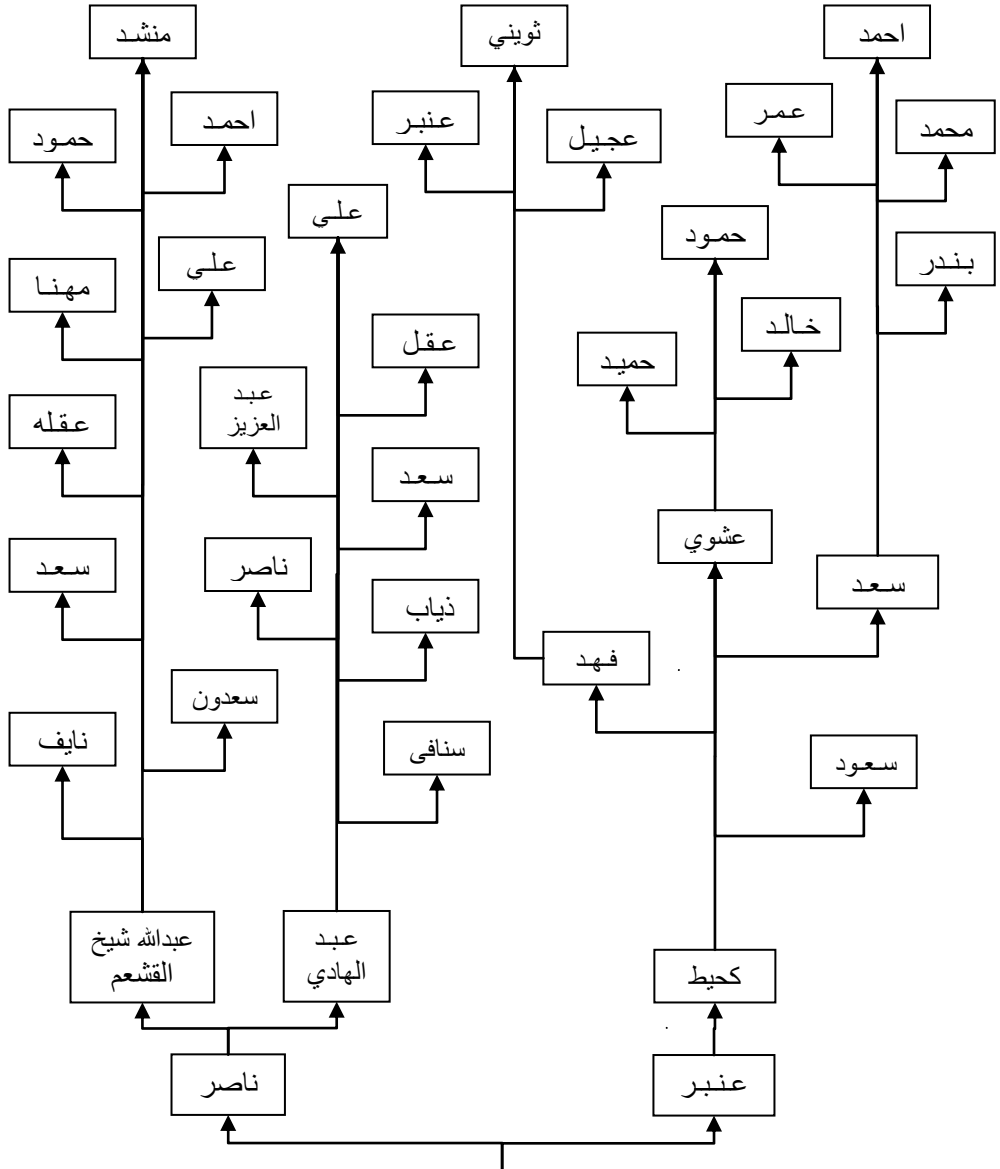 احمد
ثويني
منشد
محمد
عمر
عجيل
عنبر
احمد
حمود
بندر
حمود
علي
علي
مهنا
خالد
حميد
عقل
عبد
العزيز
عقله
سعد
عشوي
سعد
ناصر
سعد
ذياب
فهد
سعدون
نايف
سنافى
سعود
كحيط
عبد
الهادي
عبدالله شيخ
القشعم
عنبر
ناصر